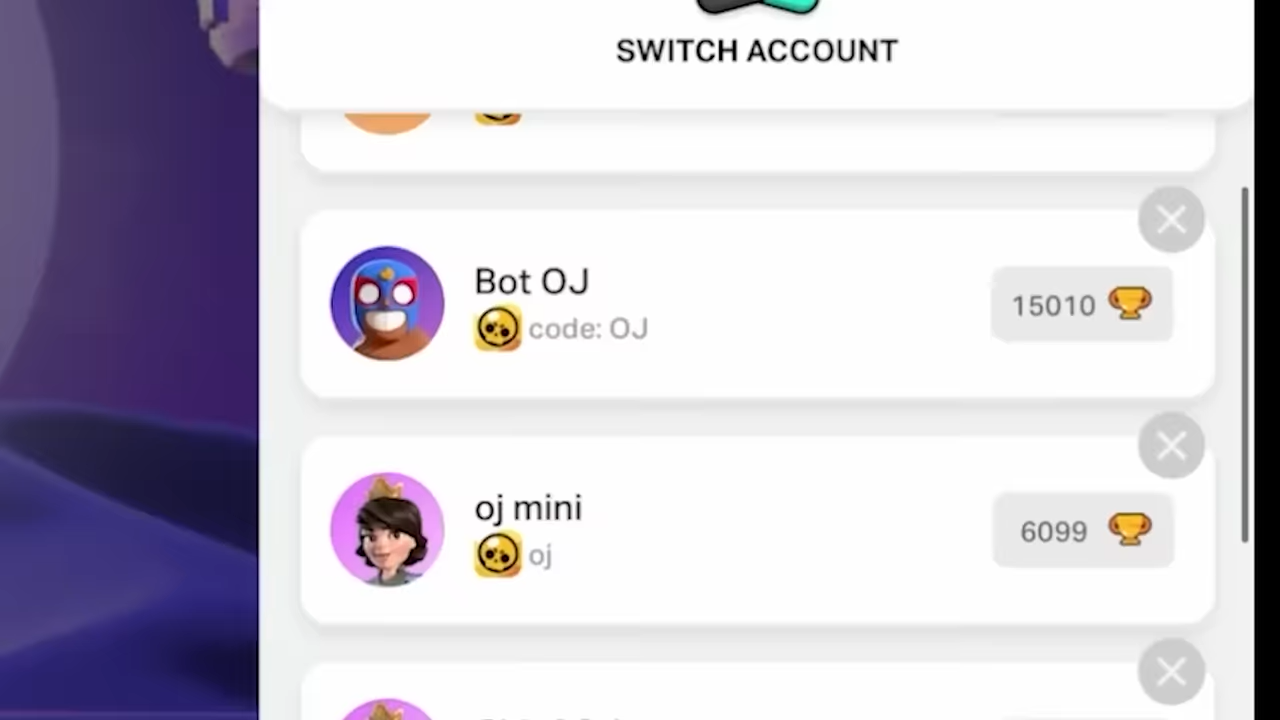 SWITCH ACCOUNT
Bot OJ
code: OJ
15010
oj mini
oj
6099